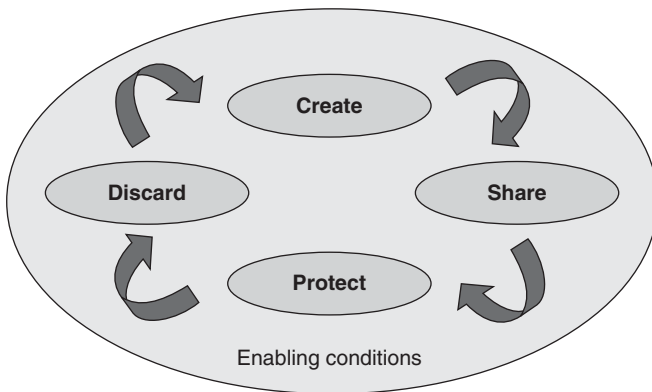 Create
Discard
Share
Protect
Enabling conditions